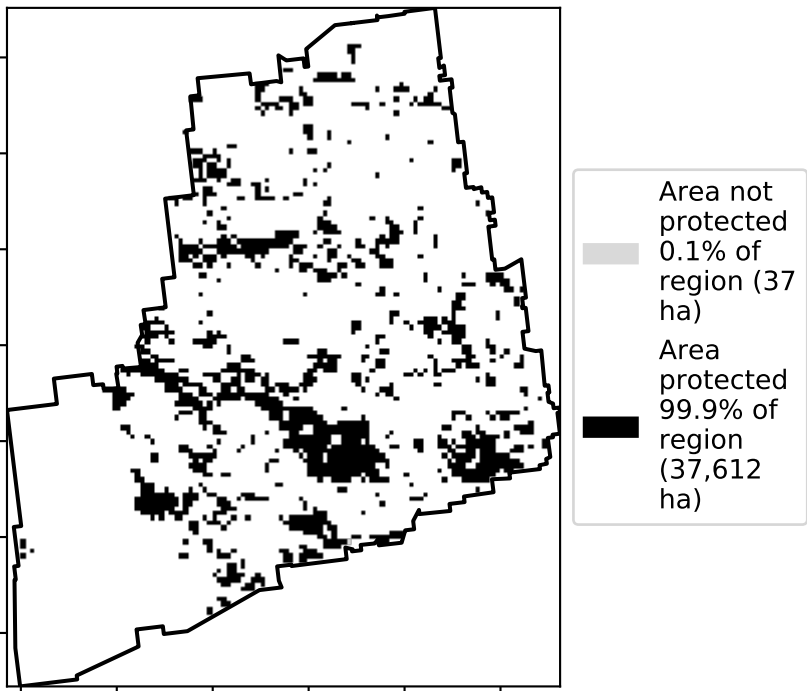 Area not
protected
0.1% of
region (37
ha)
Area
protected
99.9% of
region
(37,612
ha)